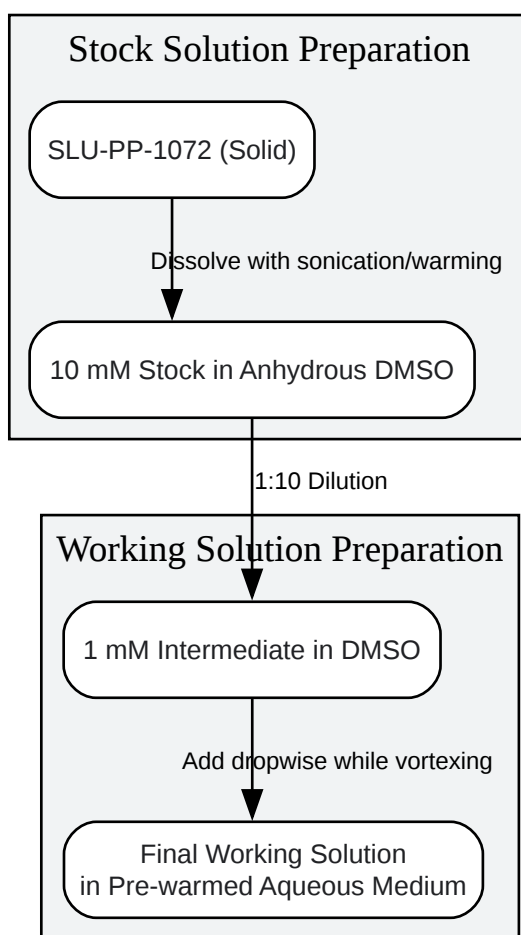 Stock Solution Preparation
SLU-PP-1072 (Solid)
Dissolve with sonication/warming
10 mM Stock in Anhydrous DMSO
1:10 Dilution
Working Solution Preparation
1 mM Intermediate in DMSO
Add dropwise while vortexing
Final Working Solution
in Pre-warmed Aqueous Medium